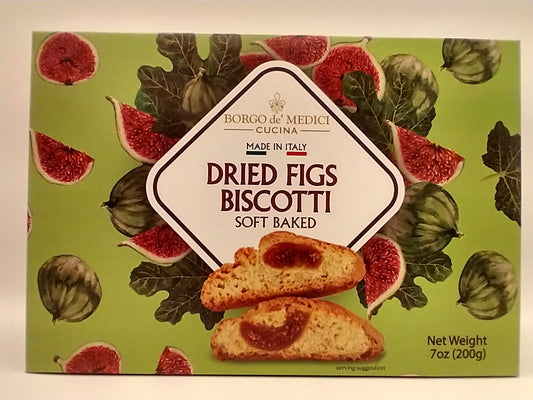 BORGO de' MEDICI
CUCINA
MADE IN ITALY
DRIED FIGS
BISCOTTI
SOFT BAKED
Net Weight
7oz (200g)
serving suggestion